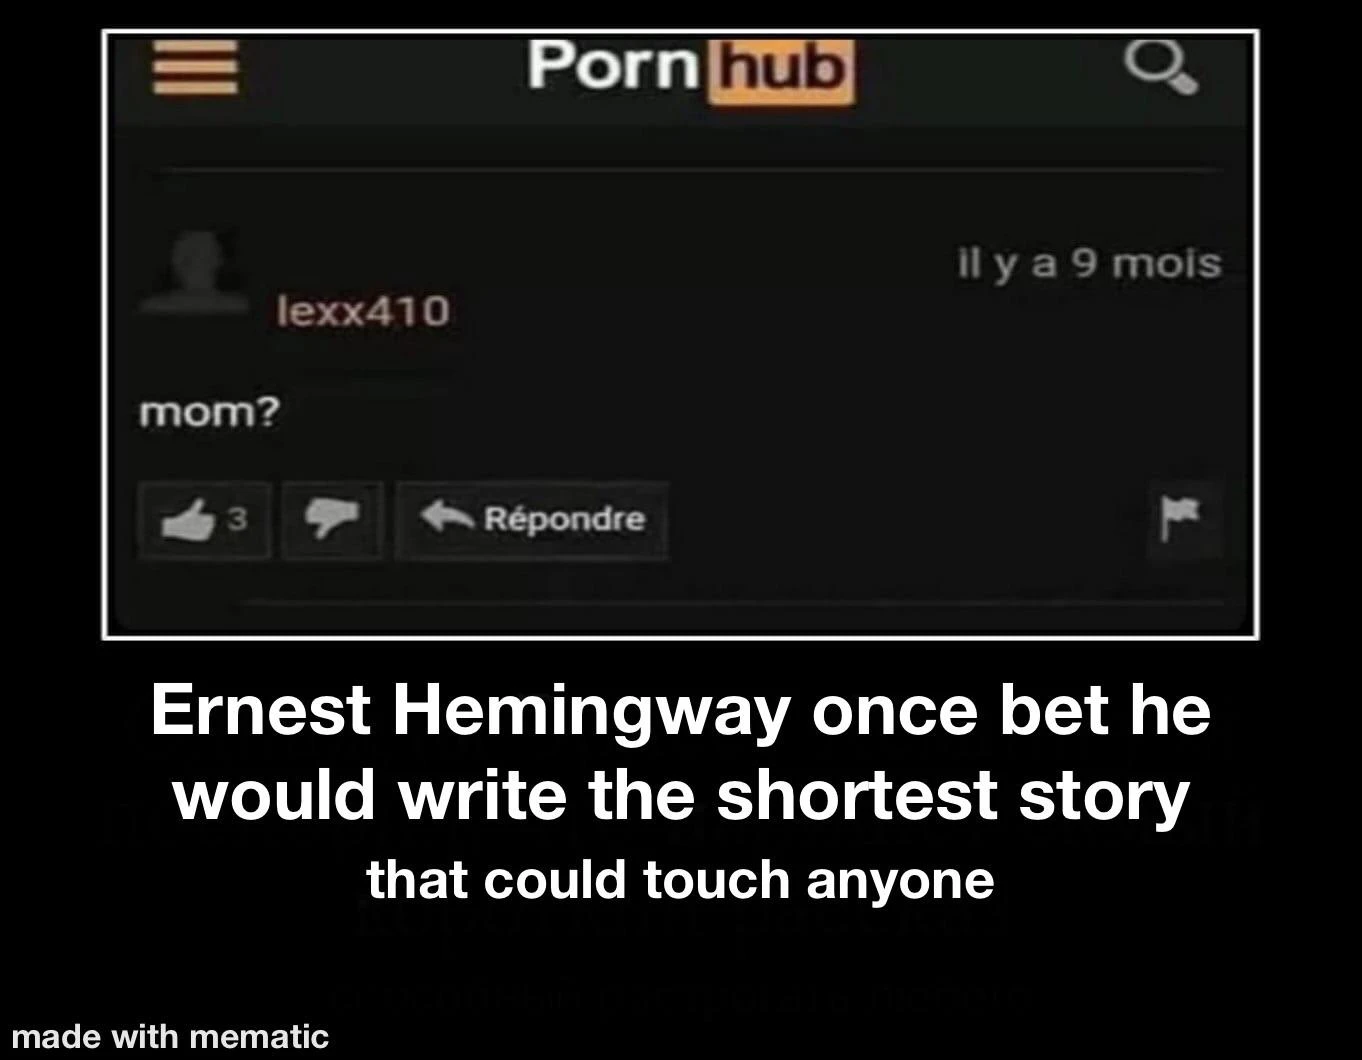 Porn hub
il y a 9 mois
lexx410
mom?
3 Répondre
Ernest Hemingway once bet he
would write the shortest story
that could touch anyone
made with mematic